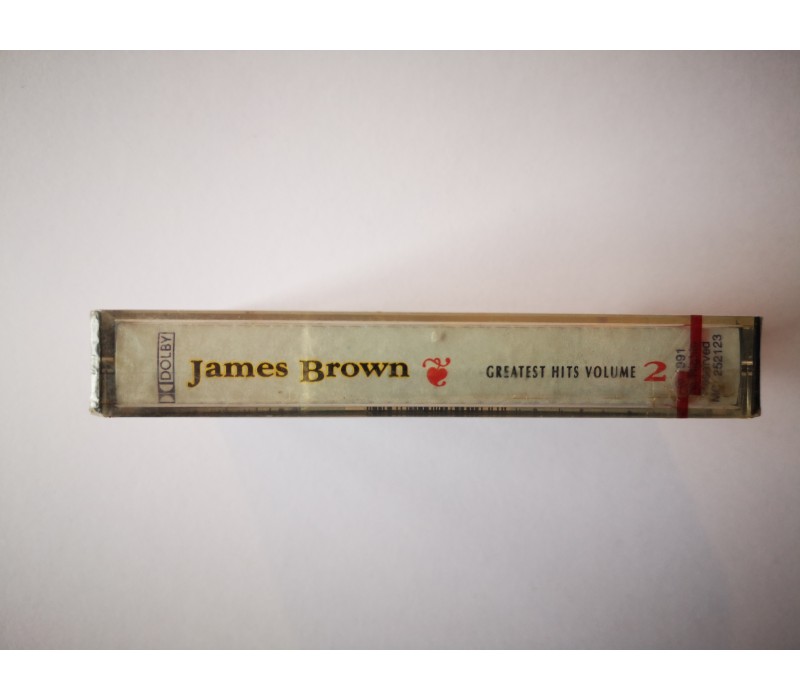 DOLBY
James Brown
GREATEST HITS VOLUME 2
252123